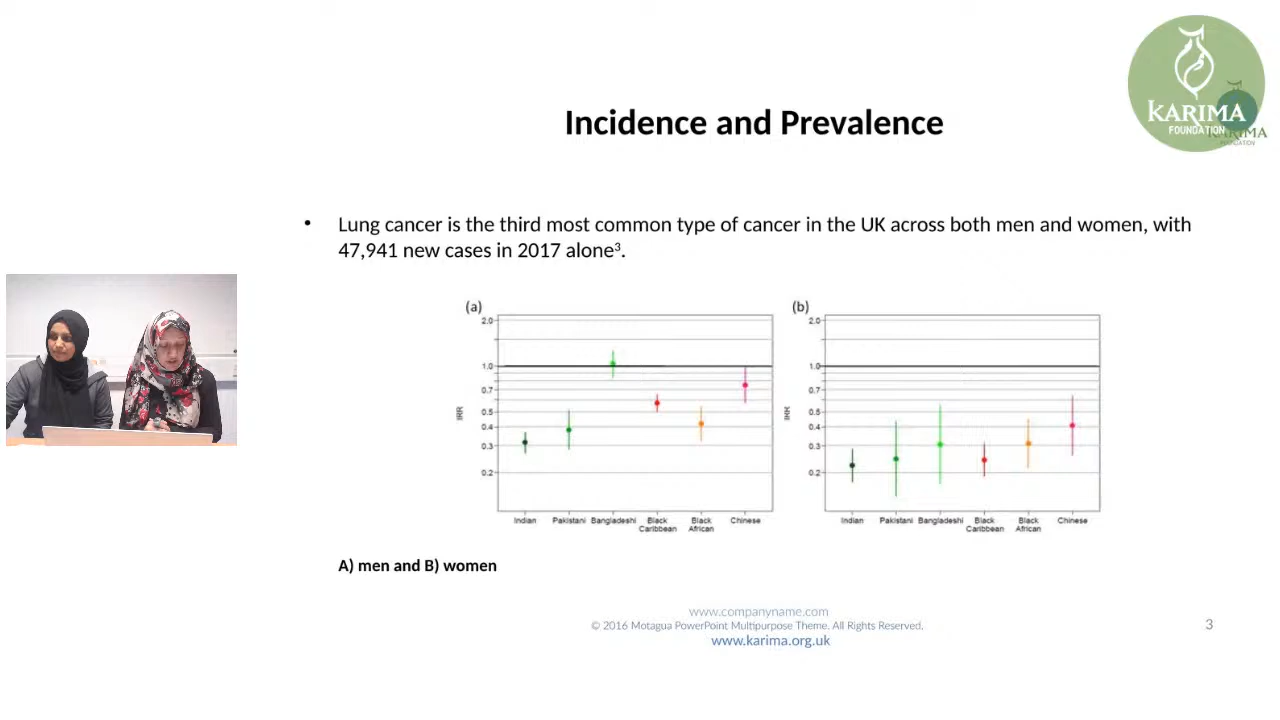 KARIMA
FOUNDATION
KARIMA
FOUNDATION
Incidence and Prevalence
• Lung cancer is the third most common type of cancer in the UK across both men and women, with
47,941 new cases in 2017 alone³.
(a)
2.0
1.0
0.7
0.5
0.4
0.3
0.2
IRR
Indian Pakistani Bangladeshi Black Caribbean Black African Chinese
(b)
2.0
1.0
0.7
0.5
0.4
0.3
0.2
IRR
Indian Pakistani Bangladeshi Black Caribbean Black African Chinese
A) men and B) women
www.companyname.com
© 2016 Motagua PowerPoint Multipurpose Theme. All Rights Reserved.
www.karima.org.uk
3